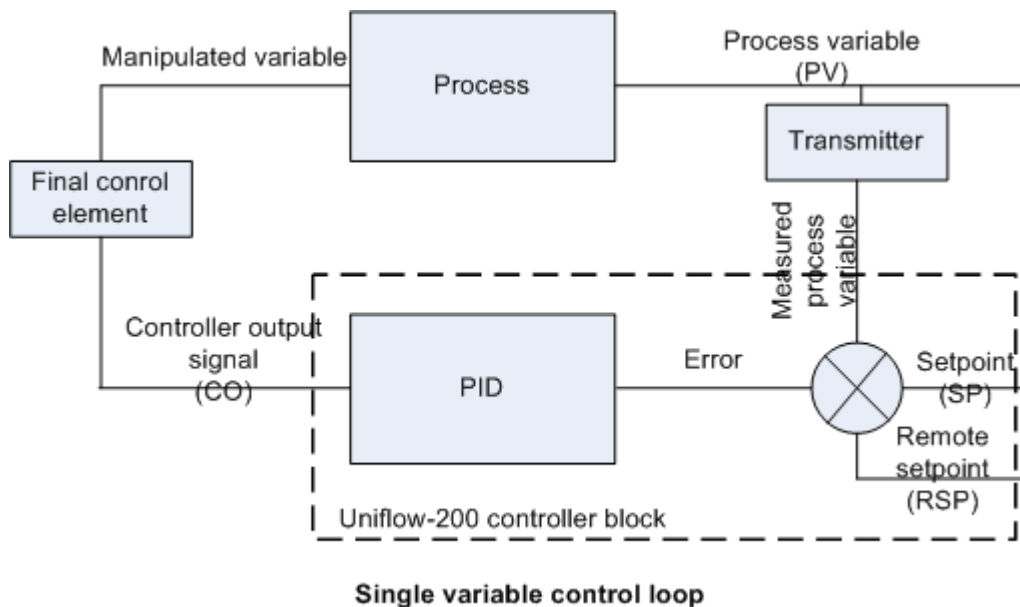 Manipulated variable
Process
Process variable
(PV)
Transmitter
Final conrol
element
Measured
process
variable
Controller output
signal
(CO)
PID
Error
Setpoint
(SP)
Remote
setpoint
(RSP)
Uniflow-200 controller block
Single variable control loop